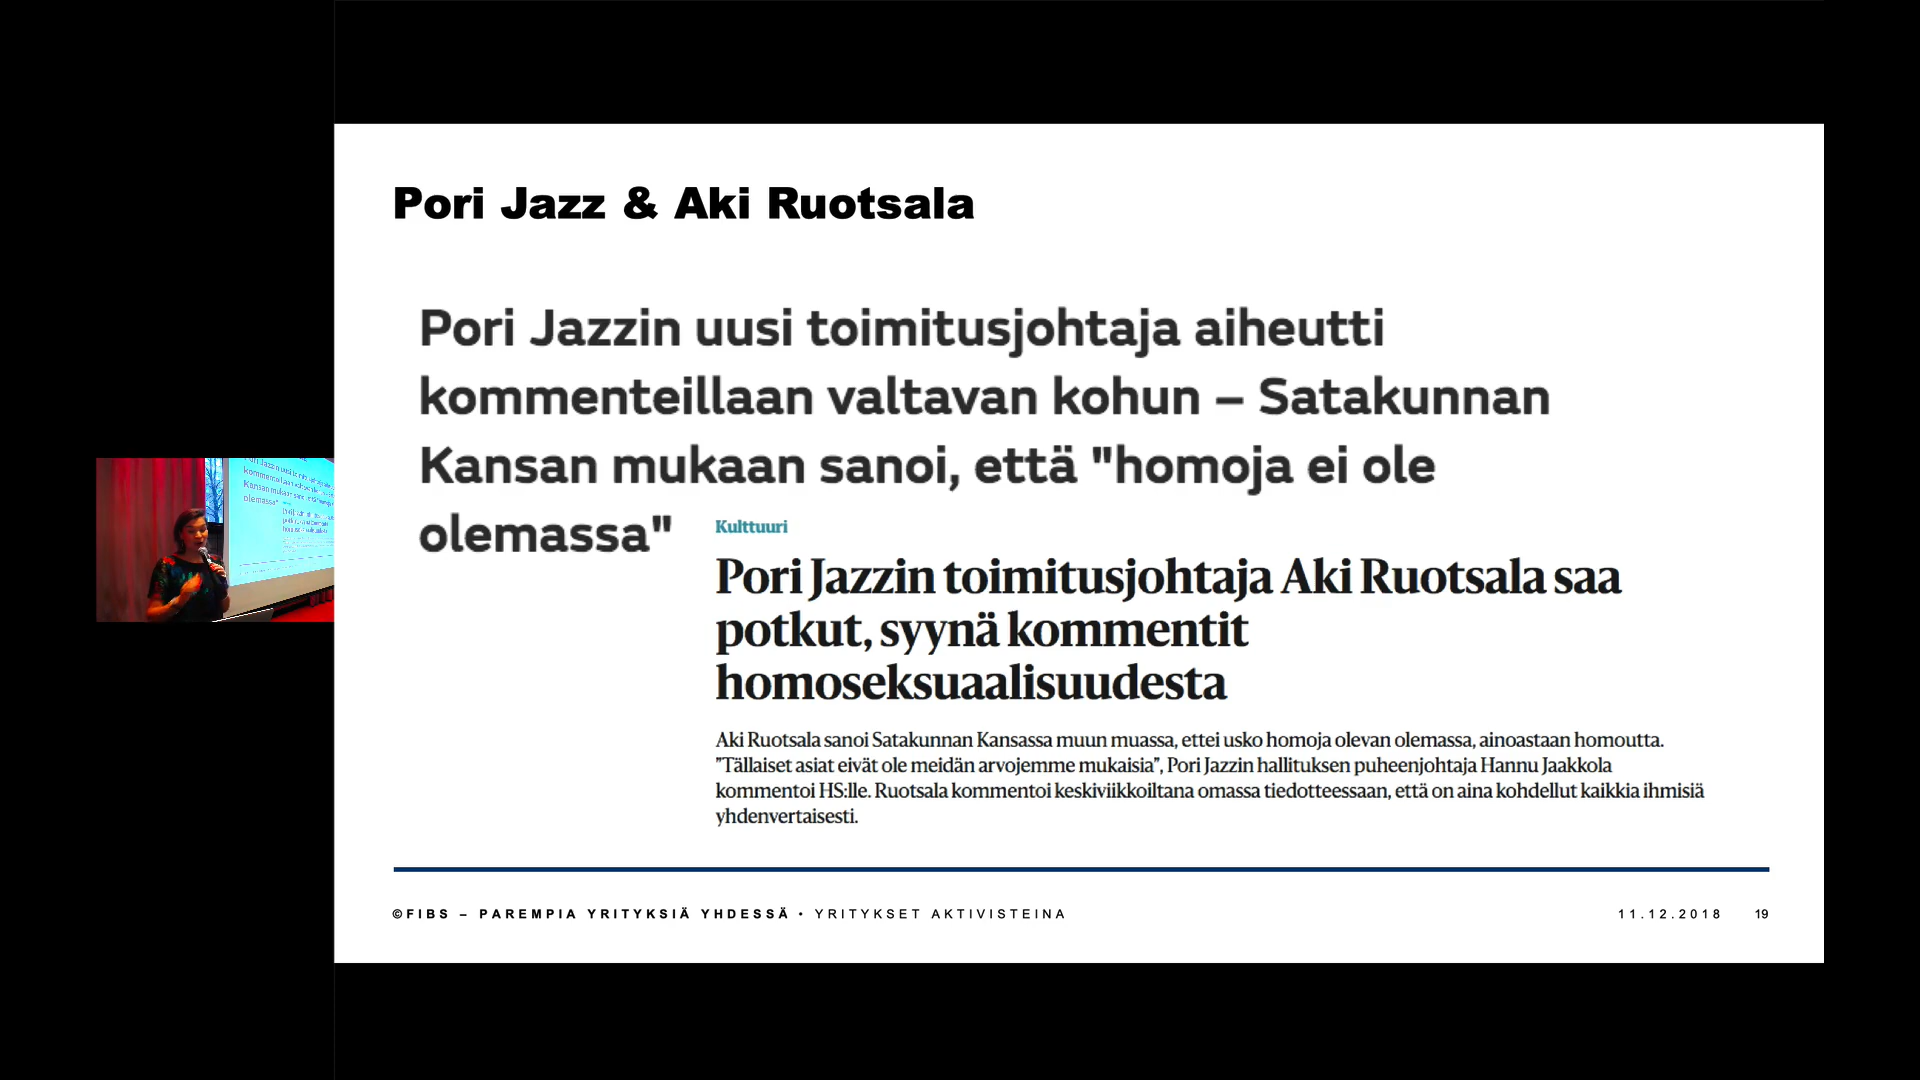 Pori Jazz & Aki Ruotsala
Pori Jazzin uusi toimitusjohtaja aiheutti
kommenteillaan valtavan kohun – Satakunnan
Kansan mukaan sanoi, että "homoja ei ole
olemassa"
Kulttuuri
Pori Jazzin toimitusjohtaja Aki Ruotsala saa
potkut, syynä kommentit
homoseksuaalisuudesta
Aki Ruotsala sanoi Satakunnan Kansassa muun muassa, ettei usko homoja olevan olemassa, ainoastaan homoutta.
”Tällaiset asiat eivät ole meidän arvojemme mukaisia”, Pori Jazzin hallituksen puheenjohtaja Hannu Jaakkola
kommentoi HS:lle. Ruotsala kommentoi keskiviikkoiltana omassa tiedotteessaan, että on aina kohdellut kaikkia ihmisiä
yhdenvertaisesti.
©FIBS – PAREMPIA YRITYKSIÄ YHDESSÄ • YRITYKSET AKTIVISTEINA
11.12.2018 19